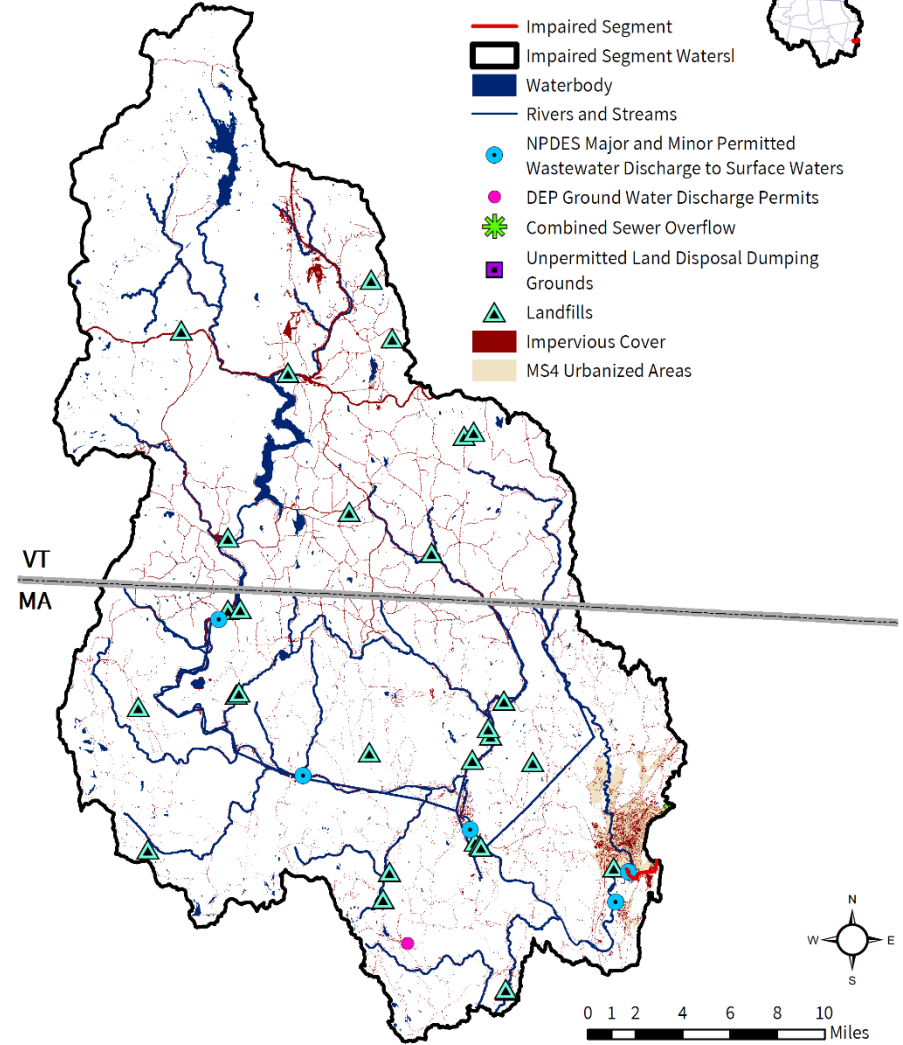 Impaired Segment
Impaired Segment Watersl
Waterbody
Rivers and Streams
NPDES Major and Minor Permitted
Wastewater Discharge to Surface Waters
DEP Ground Water Discharge Permits
Combined Sewer Overflow
Unpermitted Land Disposal Dumping
Grounds
Landfills
Impervious Cover
MS4 Urbanized Areas
VT
MA
N
W E
S
0 1 2 4 6 8 10
Miles